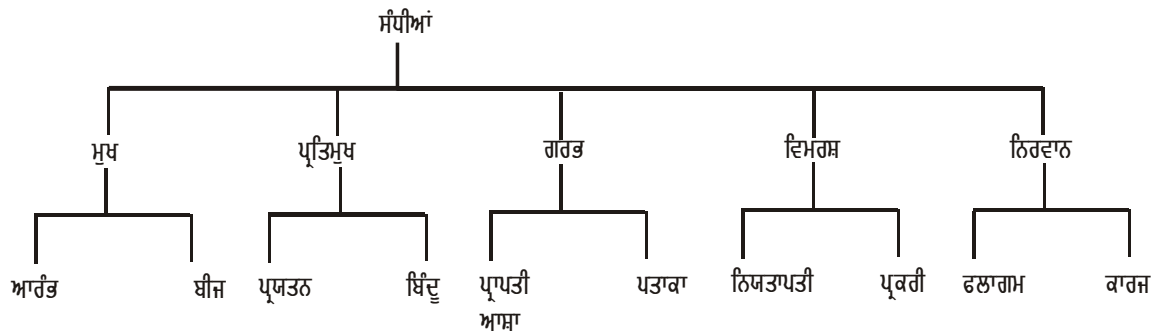 ਸੰਧੀਆਂ
ਮੁਖ ਪ੍ਰਤਿਮੁਖ ਗਰਭ ਵਿਮਰਸ਼ ਨਿਰਵਾਨ
ਆਰੰਭ ਬੀਜ ਪ੍ਰਯਤਨ ਬਿੰਦੂ ਪ੍ਰਾਪਤੀ ਪਤਾਕਾ ਨਿਯਤਾਪਤੀ ਪ੍ਰਕਰੀ ਫਲਾਗਮ ਕਾਰਜ
ਆਸ਼ਾ